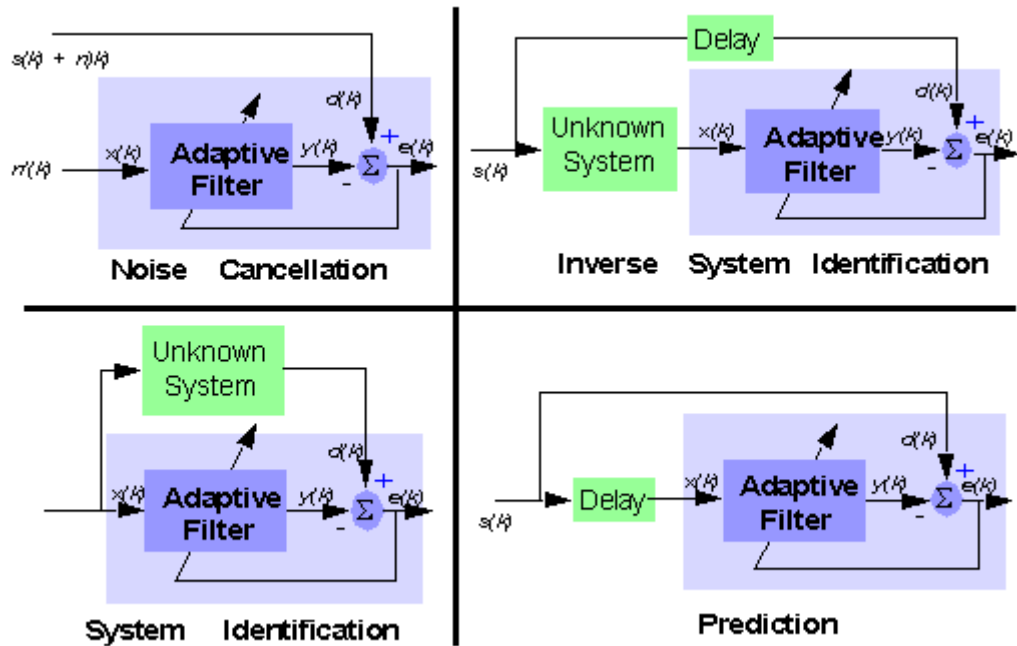 s(k) + n(k)
d(k)
+
n'(k)
x(k)
Adaptive
Filter
y(k)
-
Σ
e(k)
Noise Cancellation
Delay
d(k)
+
s(k)
Unknown
System
x(k)
Adaptive
Filter
y(k)
-
Σ
e(k)
Inverse System Identification
Unknown
System
d(k)
+
x(k)
Adaptive
Filter
y(k)
-
Σ
e(k)
System Identification
d(k)
+
s(k)
Delay
x(k)
Adaptive
Filter
y(k)
-
Σ
e(k)
Prediction